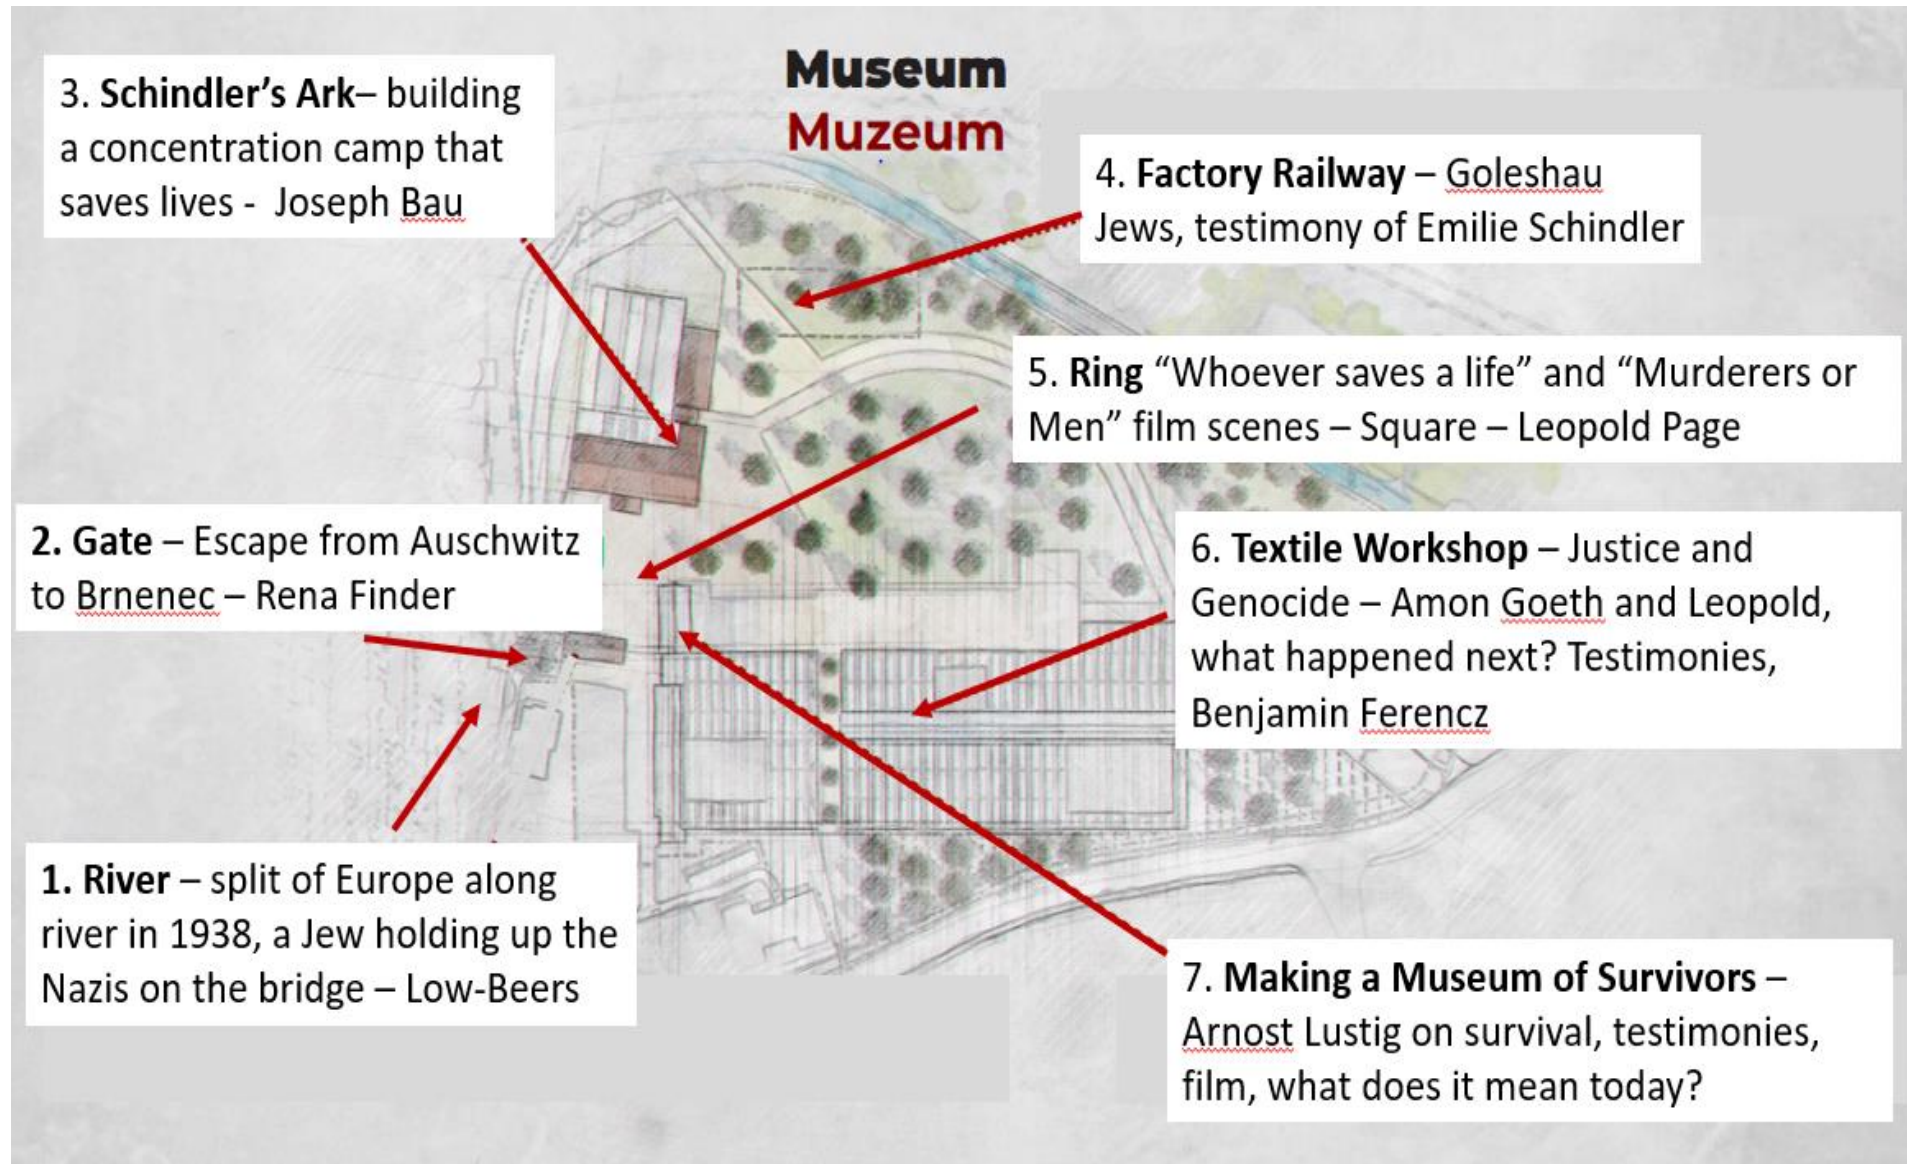 Museum
Muzeum
3. Schindler’s Ark– building
a concentration camp that
saves lives - Joseph Bau
4. Factory Railway – Goleshau
Jews, testimony of Emilie Schindler
5. Ring “Whoever saves a life” and “Murderers or
Men” film scenes – Square – Leopold Page
2. Gate – Escape from Auschwitz
to Brnenec – Rena Finder
6. Textile Workshop – Justice and
Genocide – Amon Goeth and Leopold,
what happened next? Testimonies,
Benjamin Ferencz
1. River – split of Europe along
river in 1938, a Jew holding up the
Nazis on the bridge – Low-Beers
7. Making a Museum of Survivors –
Arnost Lustig on survival, testimonies,
film, what does it mean today?